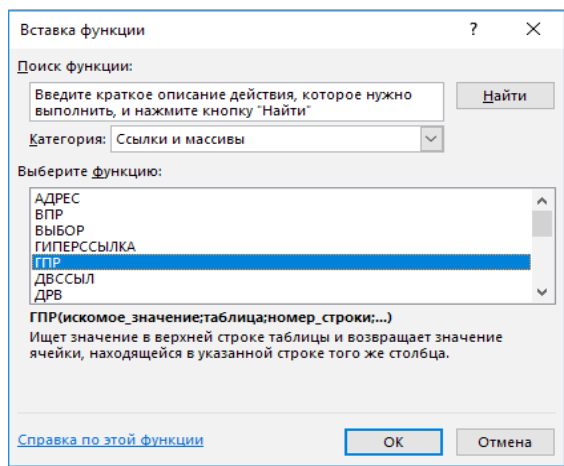 Вставка функции ? ×
Поиск функции:
Введите краткое описание действия, которое нужно
выполнить, и нажмите кнопку "Найти"
Найти
Категория: Ссылки и массивы
Выберите функцию:
АДРЕС
ВПР
ВЫБОР
ГИПЕРССЫЛКА
ГПР
ДВССЫЛ
ДРВ
ГПР(искомое_значение;таблица;номер_строки;...)
Ищет значение в верхней строке таблицы и возвращает значение
ячейки, находящейся в указанной строке того же столбца.
Справка по этой функции
ОК
Отмена